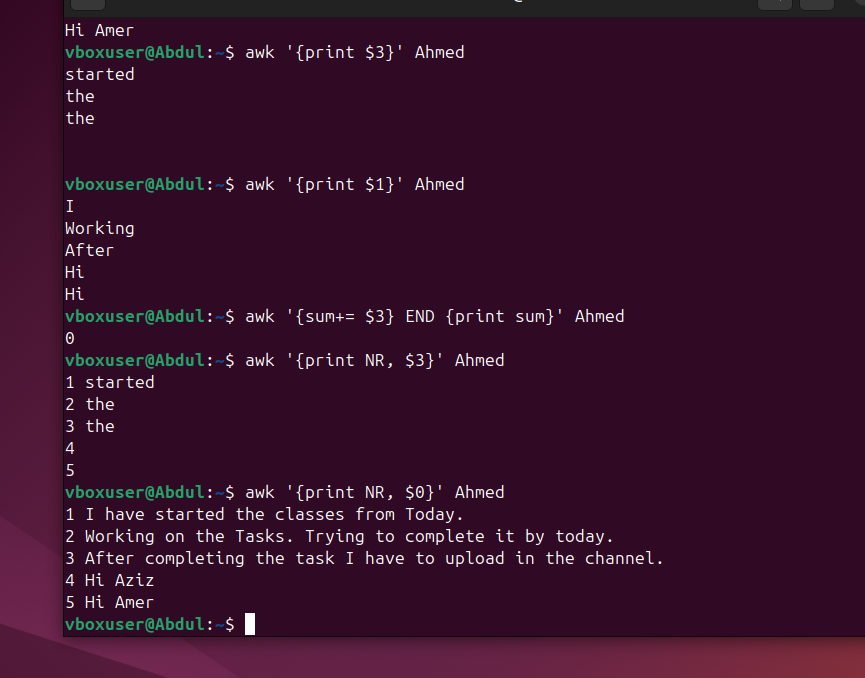 Hi Amer
vboxuser@Abdul:~$ awk '{print $3}' Ahmed
started
the
the
vboxuser@Abdul:~$ awk '{print $1}' Ahmed
I
Working
After
Hi
Hi
vboxuser@Abdul:~$ awk '{sum+= $3} END {print sum}' Ahmed
0
vboxuser@Abdul:~$ awk '{print NR, $3}' Ahmed
1 started
2 the
3 the
4
5
vboxuser@Abdul:~$ awk '{print NR, $0}' Ahmed
1 I have started the classes from Today.
2 Working on the Tasks. Trying to complete it by today.
3 After completing the task I have to upload in the channel.
4 Hi Aziz
5 Hi Amer
vboxuser@Abdul:~$